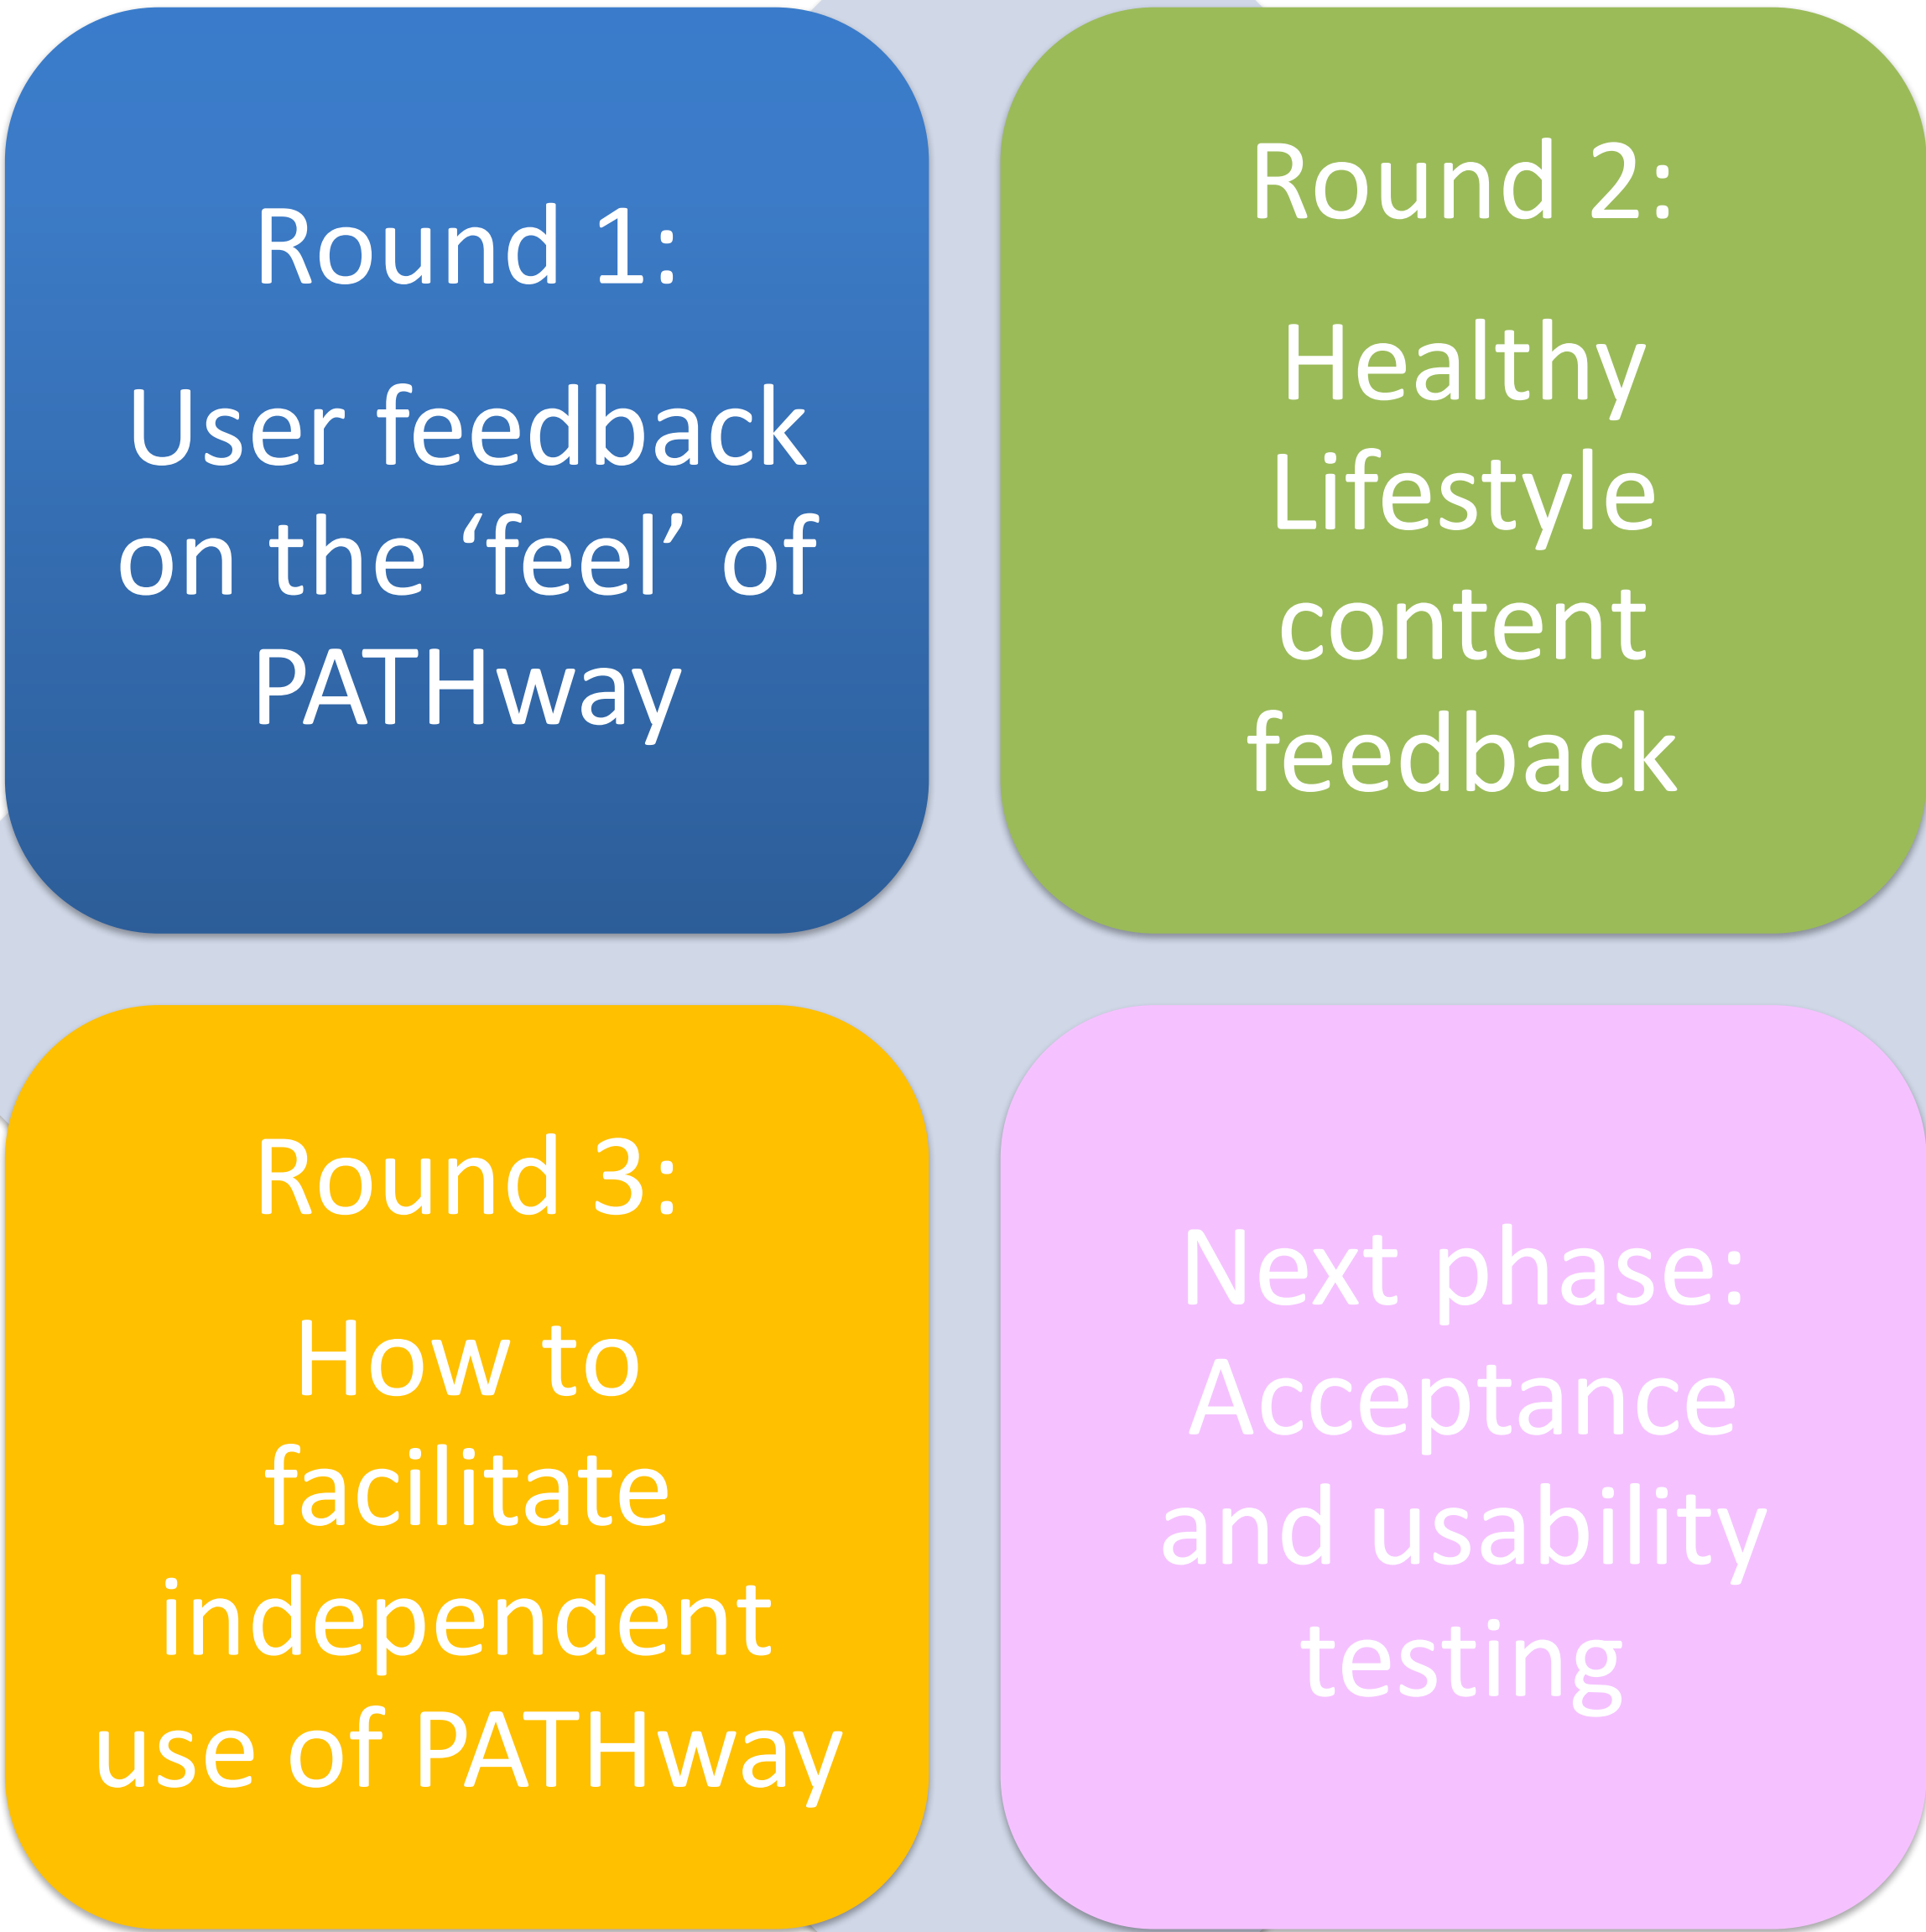 Round 1:
User feedback
on the ‘feel’ of
PATHway
Round 2:
Healthy
Lifestyle
content
feedback
Round 3:
How to
facilitate
independent
use of PATHway
Next phase:
Acceptance
and usability
testing